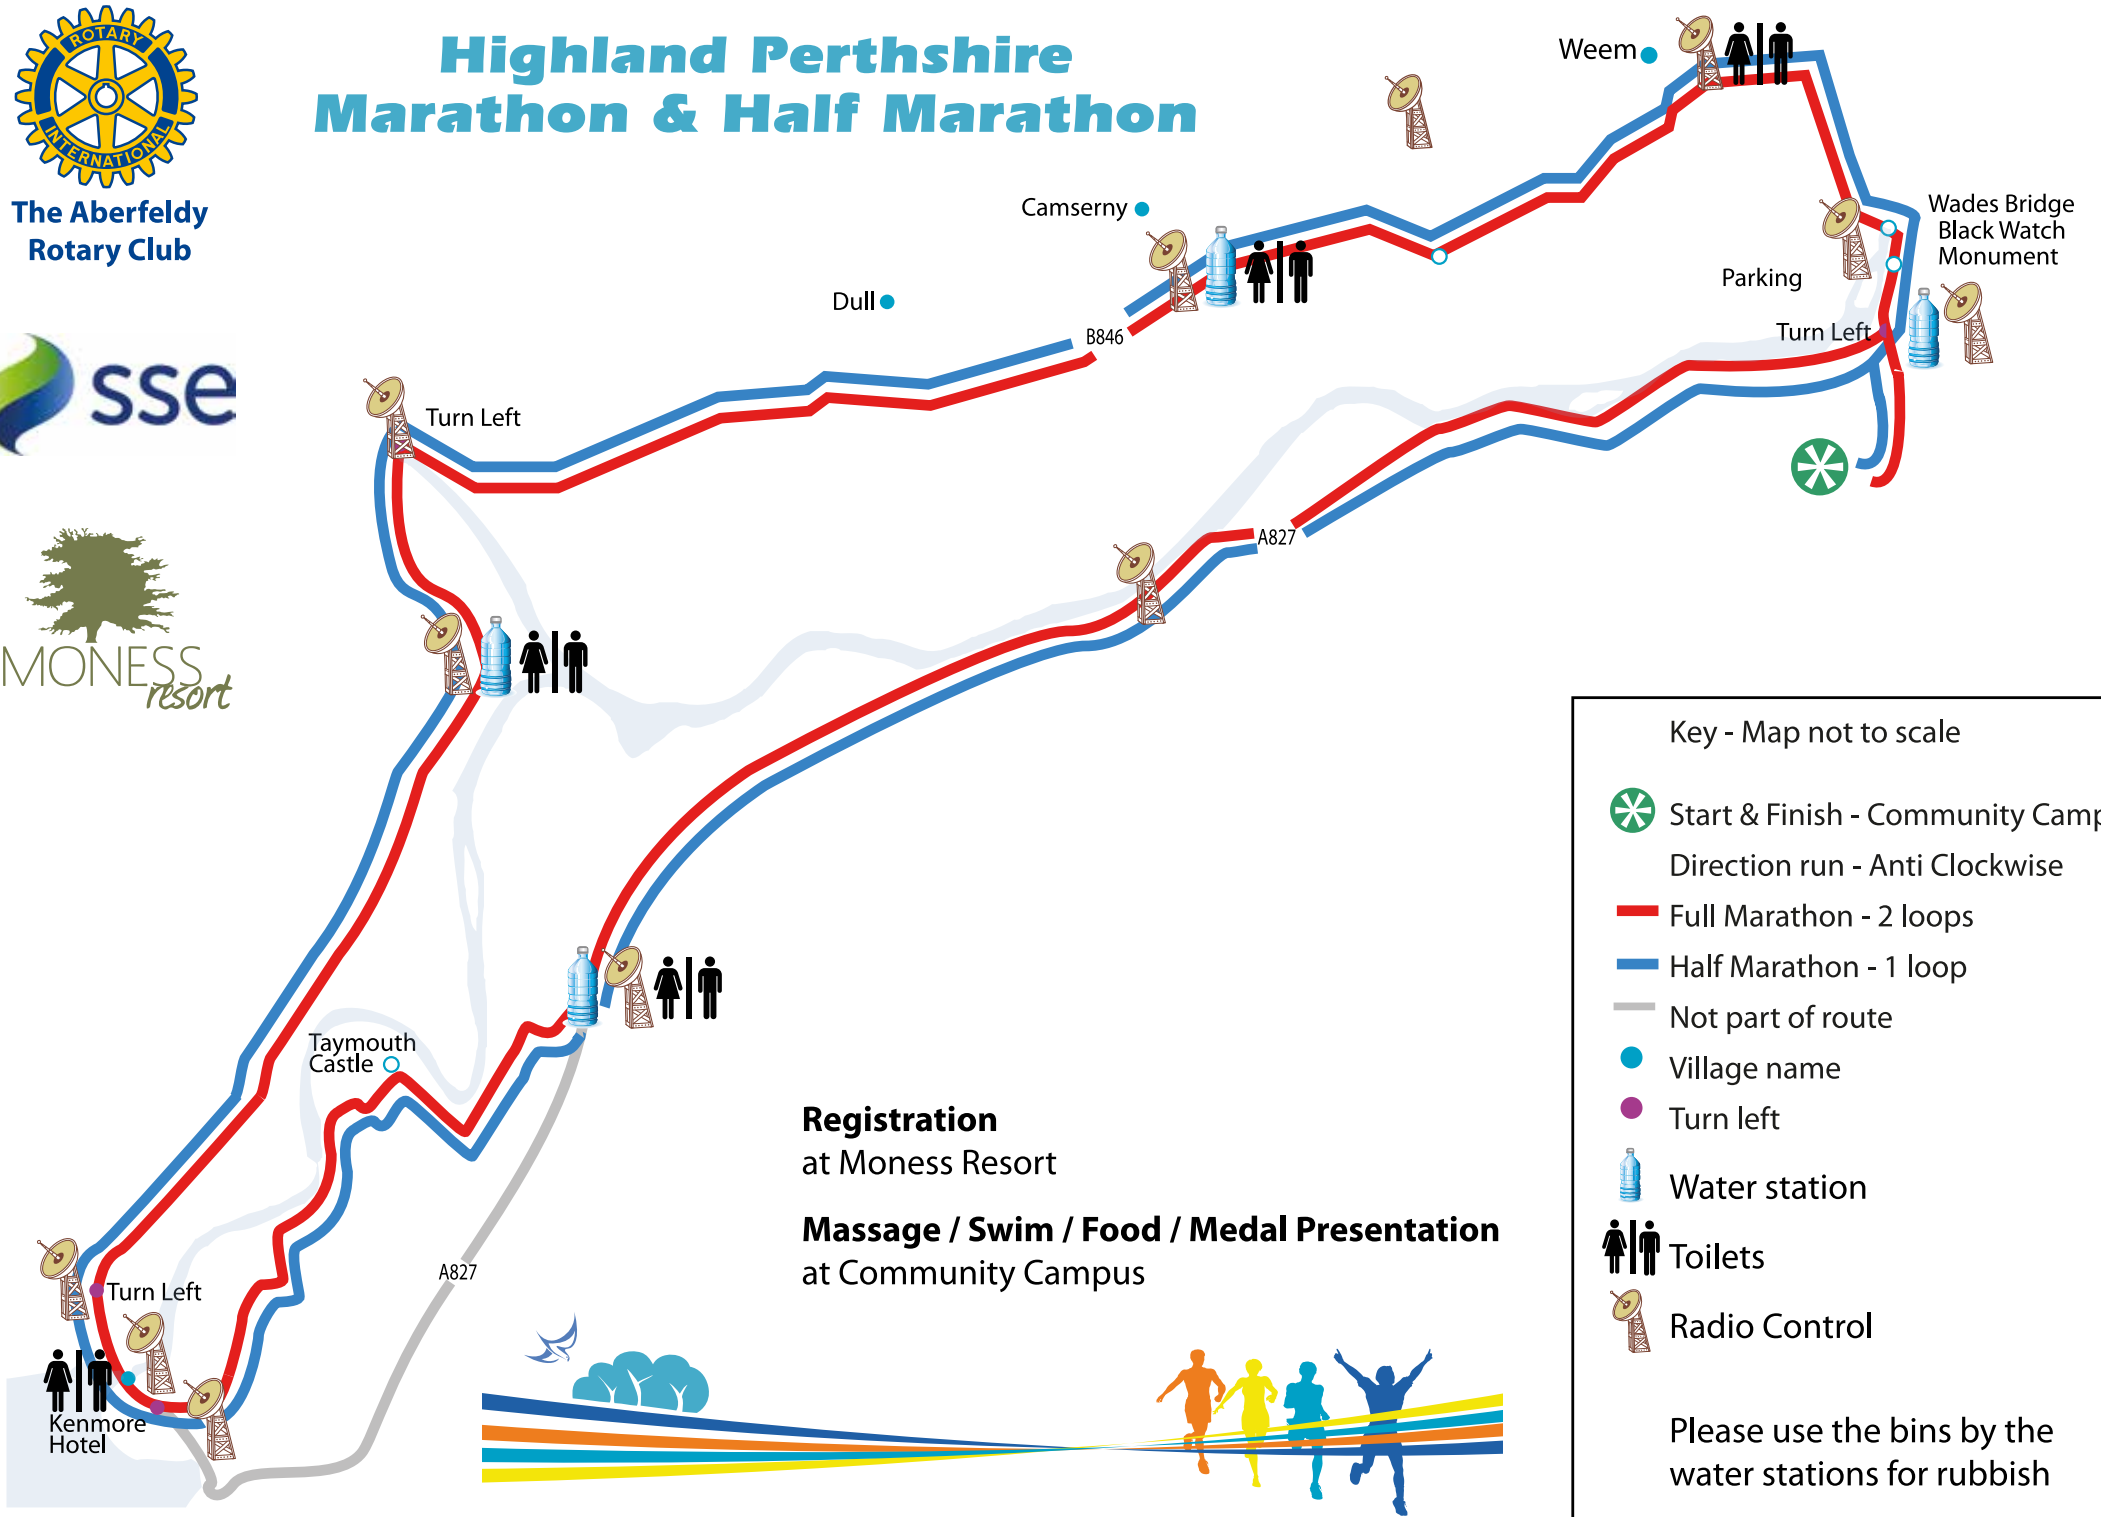 ROTARY
INTERNATIONAL
The Aberfeldy
Rotary Club
Highland Perthshire
Marathon & Half Marathon
sse
MONESS
resort
Weem
Camserny
Dull
B846
Wades Bridge
Black Watch
Monument
Parking
Turn Left
Turn Left
A827
Taymouth
Castle
A827
Turn Left
Kenmore
Hotel
Registration
at Moness Resort
Massage / Swim / Food / Medal Presentation
at Community Campus
Key - Map not to scale
Start & Finish - Community Camp
Direction run - Anti Clockwise
Full Marathon - 2 loops
Half Marathon - 1 loop
Not part of route
Village name
Turn left
Water station
Toilets
Radio Control
Please use the bins by the
water stations for rubbish